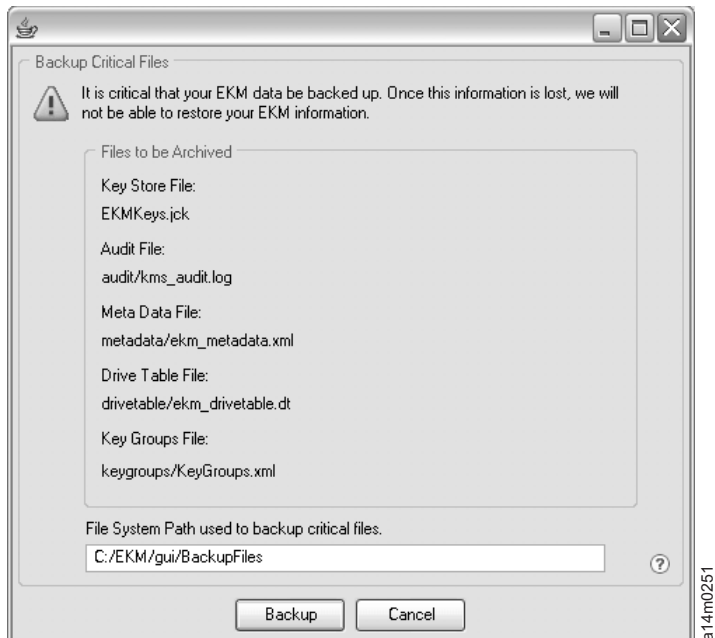 Backup Critical Files
It is critical that your EKM data be backed up. Once this information is lost, we will
not be able to restore your EKM information.
Files to be Archived
Key Store File:
EKMKeys.jck
Audit File:
audit/kms_audit.log
Meta Data File:
metadata/ekm_metadata.xml
Drive Table File:
drivetable/ekm_drivetable.dt
Key Groups File:
keygroups/KeyGroups.xml
File System Path used to backup critical files.
C:/EKM/gui/BackupFiles
?
Backup Cancel
a14m0251